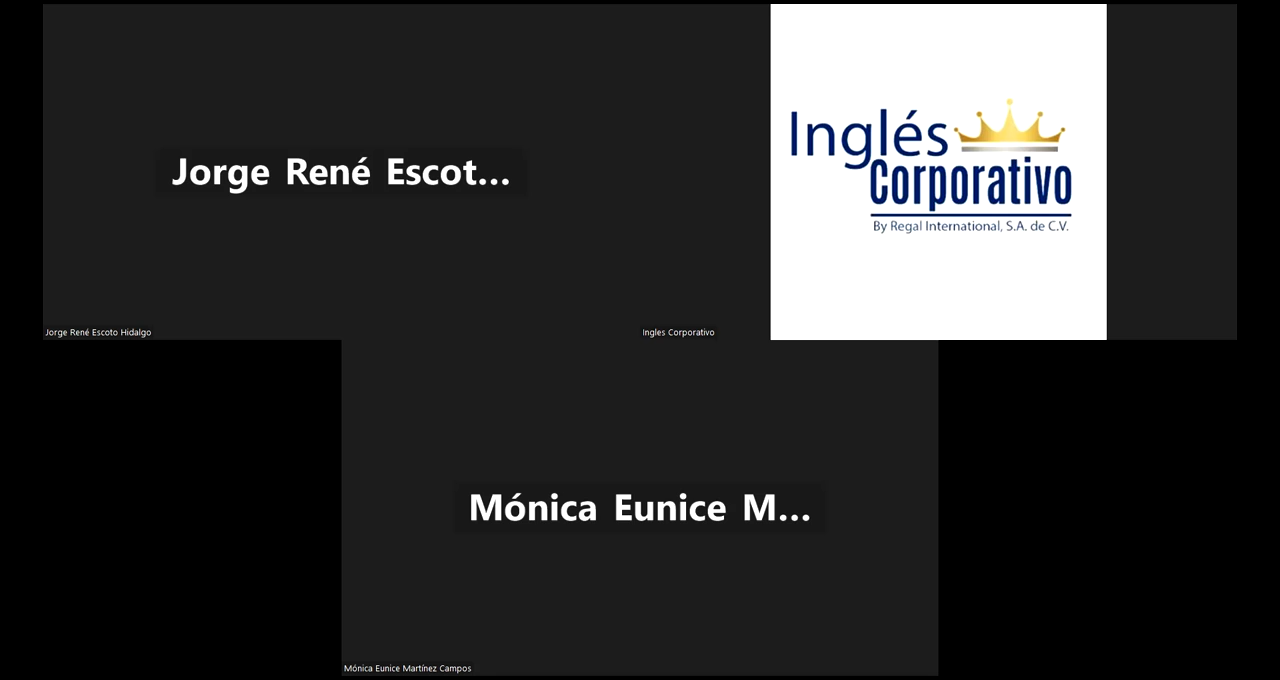 Jorge René Escot...
Jorge René Escoto Hidalgo
Inglés
Corporativo
By Regal International, S.A. de C.V.
Ingles Corporativo
Mónica Eunice M...
Mónica Eunice Martínez Campos